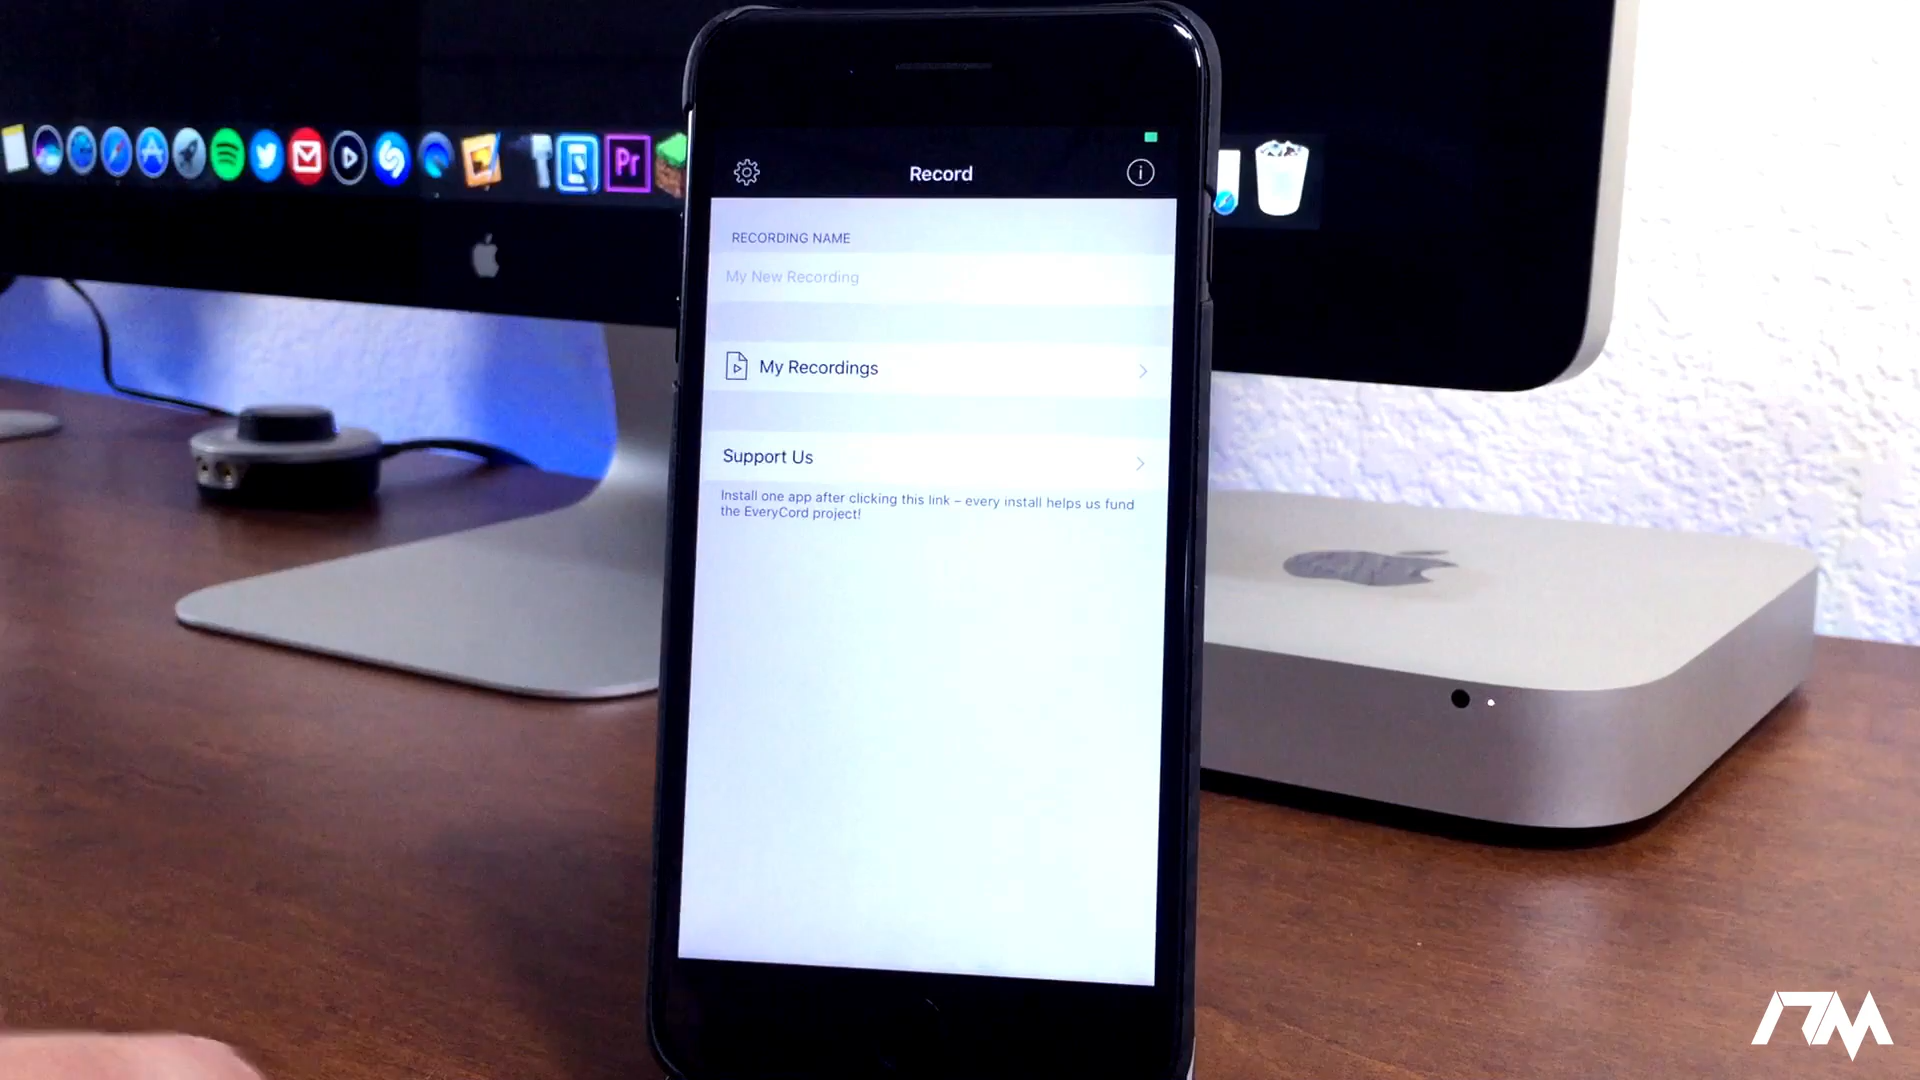 Record
RECORDING NAME
My New Recording
My Recordings
Support Us
Install one app after clicking this link – every install helps us fund
the EveryCord project!
Pr